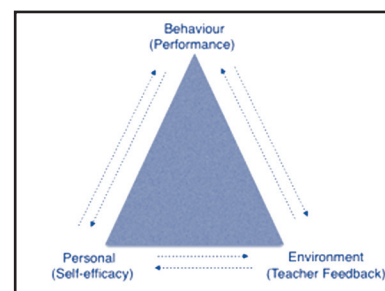 Behaviour
(Performance)
Personal
(Self-efficacy)
Environment
(Teacher Feedback)